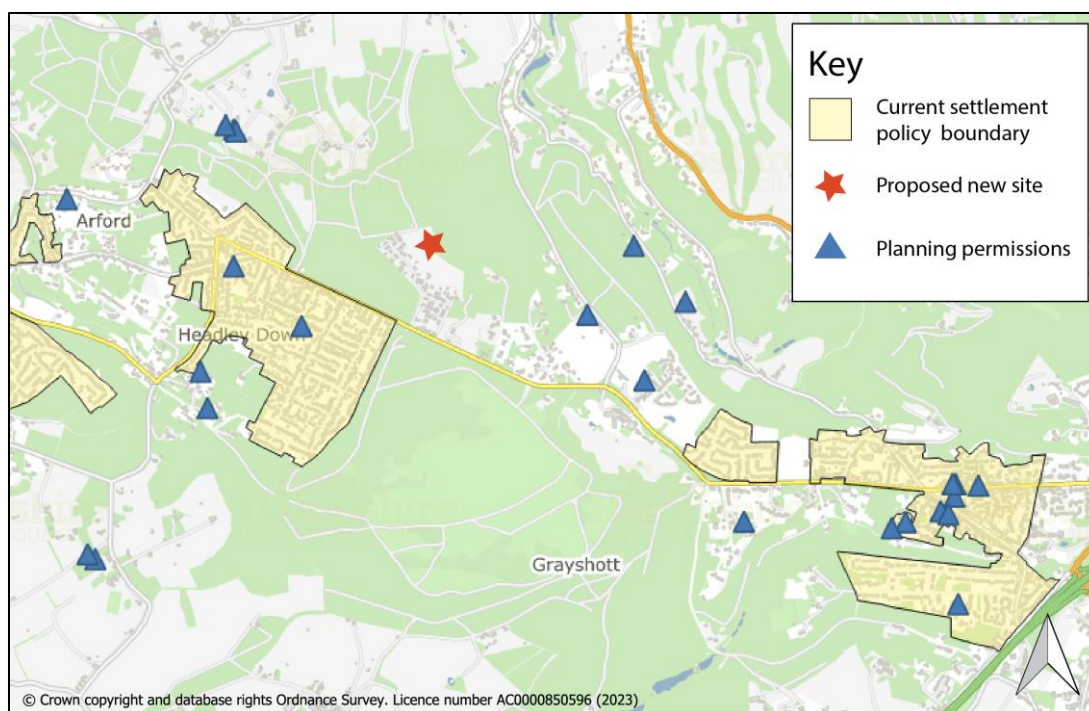 Key
Current settlement
policy boundary
Proposed new site
Planning permissions
Arford
Headley Down
Grayshott
© Crown copyright and database rights Ordnance Survey. Licence number AC0000850596 (2023)